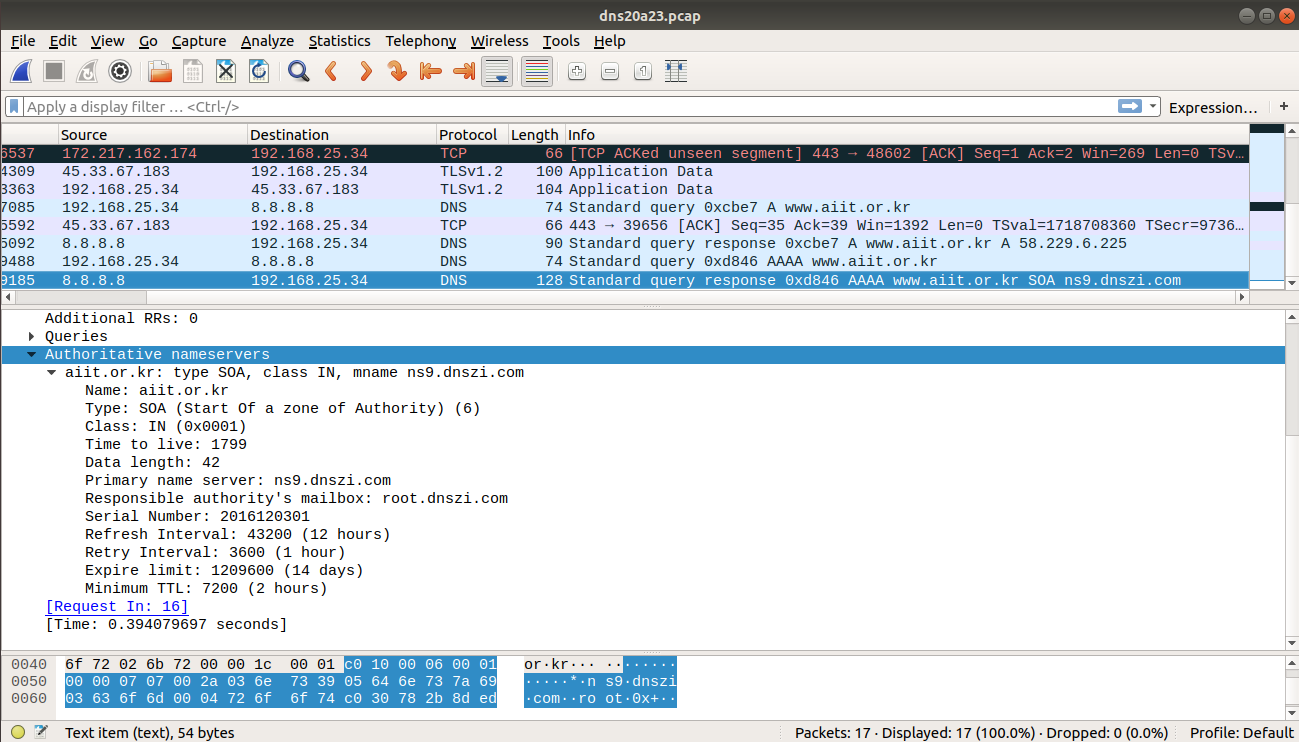 dns20a23.pcap
File Edit View Go Capture Analyze Statistics Telephony Wireless Tools Help
Apply a display filter … <Ctrl-/> Expression… +
Source Destination Protocol Length Info
6537 172.217.162.174 192.168.25.34 TCP 66 [TCP ACKed unseen segment] 443 → 48602 [ACK] Seq=1 Ack=2 Win=269 Len=0 TSv…
4309 45.33.67.183 192.168.25.34 TLSv1.2 100 Application Data
3363 192.168.25.34 45.33.67.183 TLSv1.2 104 Application Data
7085 192.168.25.34 8.8.8.8 DNS 74 Standard query 0xcbe7 A www.aiit.or.kr
5592 45.33.67.183 192.168.25.34 TCP 66 443 → 39656 [ACK] Seq=35 Ack=39 Win=1392 Len=0 TSval=1718708360 TSecr=9736…
5092 8.8.8.8 192.168.25.34 DNS 90 Standard query response 0xcbe7 A www.aiit.or.kr A 58.229.6.225
9488 192.168.25.34 8.8.8.8 DNS 74 Standard query 0xd846 AAAA www.aiit.or.kr
9185 8.8.8.8 192.168.25.34 DNS 128 Standard query response 0xd846 AAAA www.aiit.or.kr SOA ns9.dnszi.com
Additional RRs: 0
Queries
Authoritative nameservers
aiit.or.kr: type SOA, class IN, mname ns9.dnszi.com
Name: aiit.or.kr
Type: SOA (Start Of a zone of Authority) (6)
Class: IN (0x0001)
Time to live: 1799
Data length: 42
Primary name server: ns9.dnszi.com
Responsible authority's mailbox: root.dnszi.com
Serial Number: 2016120301
Refresh Interval: 43200 (12 hours)
Retry Interval: 3600 (1 hour)
Expire limit: 1209600 (14 days)
Minimum TTL: 7200 (2 hours)
[Request In: 16]
[Time: 0.394079697 seconds]
0040 6f 72 02 6b 72 00 00 1c 00 01 c0 10 00 06 00 01 or·kr··· ········
0050 00 00 07 07 00 2a 03 6e 73 39 05 64 6e 73 7a 69 ·····*·n s9·dnszi
0060 03 63 6f 6d 00 04 72 6f 6f 74 c0 30 78 2b 8d ed ·com··ro ot·0x+··
Text item (text), 54 bytes Packets: 17 · Displayed: 17 (100.0%) · Dropped: 0 (0.0%) Profile: Default